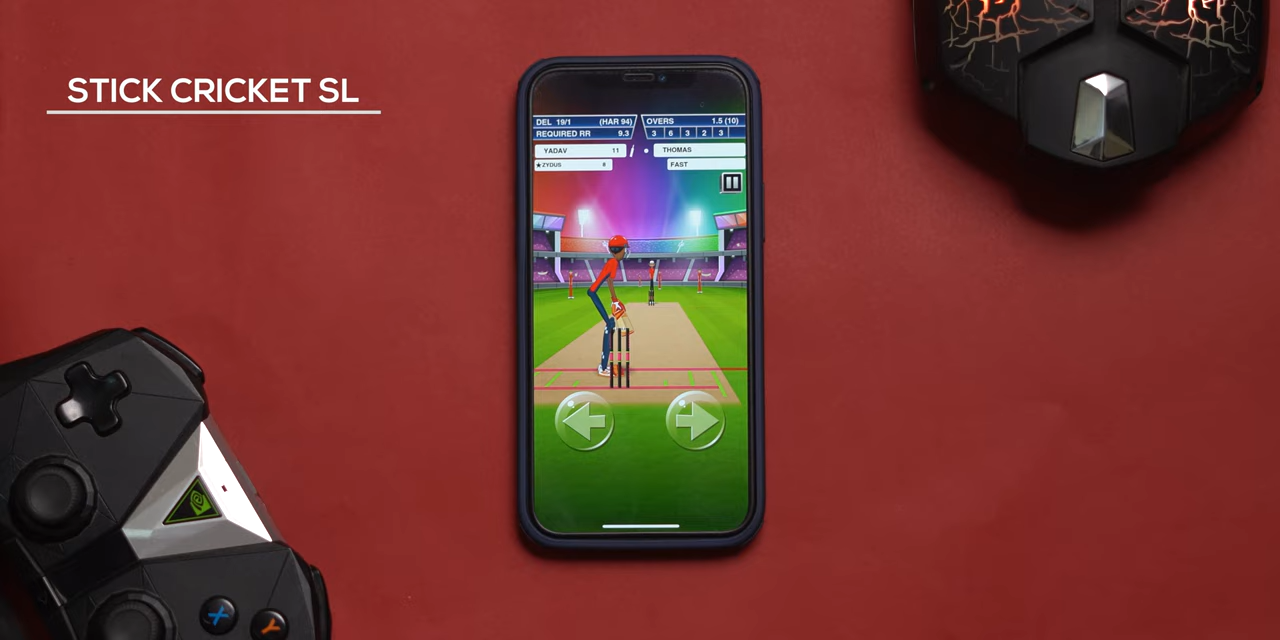 STICK CRICKET SL
DEL 19/1 (HAR 94)
OVERS 1.5 (10)
REQUIRED RR 9.3
3 6 3 2 3
YADAV 11
THOMAS
★ZYDUS 8
FAST
X
Y